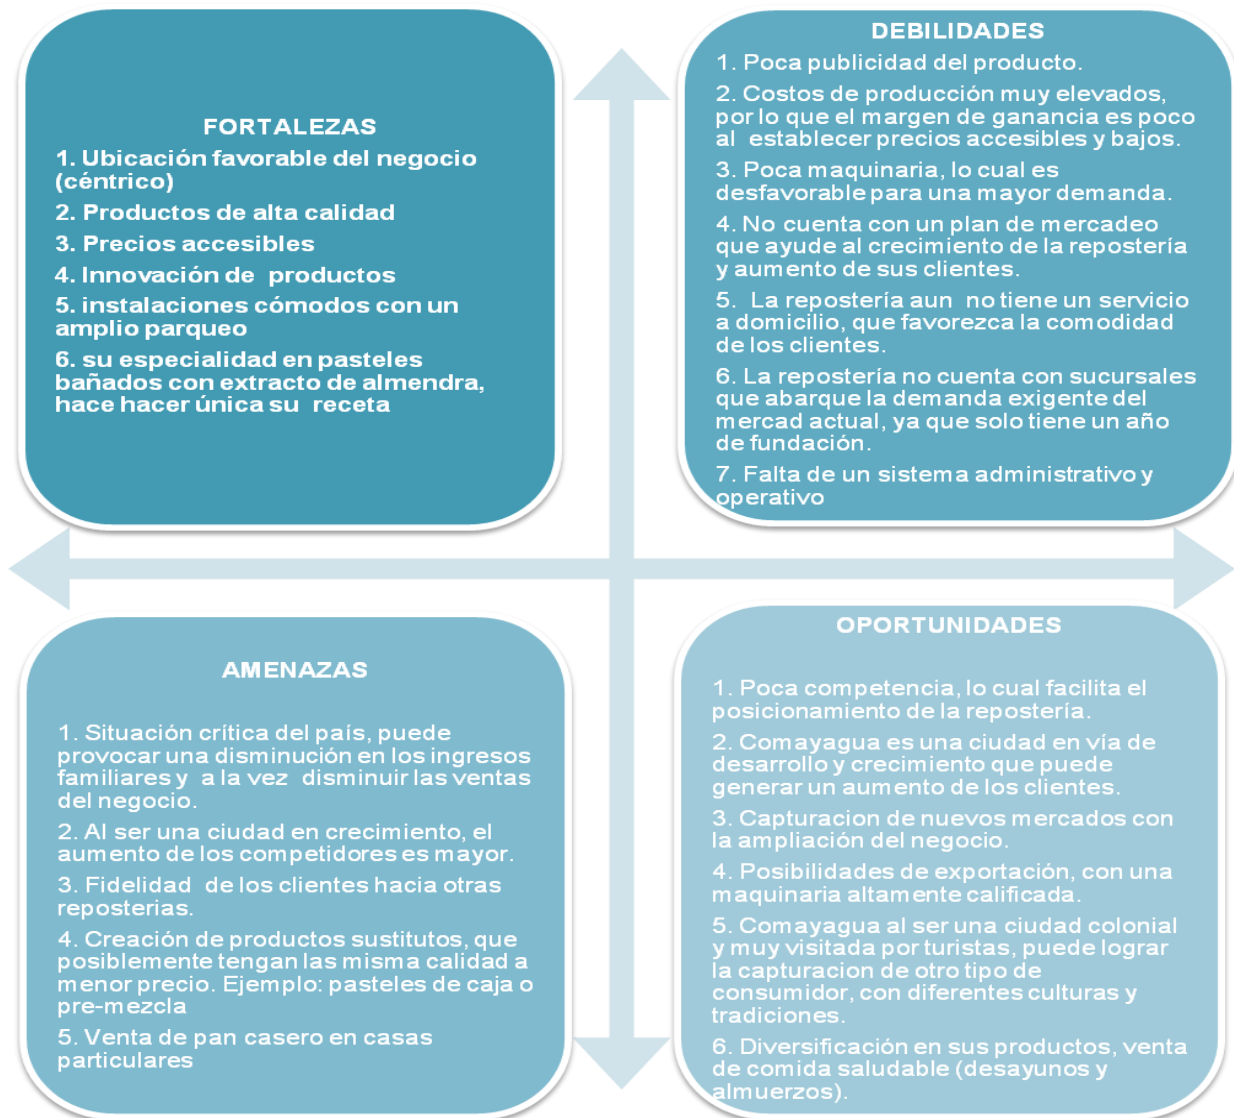 FORTALEZAS
1. Ubicación favorable del negocio
(céntrico)
2. Productos de alta calidad
3. Precios accesibles
4. Innovación de productos
5. instalaciones cómodos con un
amplio parqueo
6. su especialidad en pasteles
bañados con extracto de almendra,
hace hacer única su receta
DEBILIDADES
1. Poca publicidad del producto.
2. Costos de producción muy elevados,
por lo que el margen de ganancia es poco
al establecer precios accesibles y bajos.
3. Poca maquinaria, lo cual es
desfavorable para una mayor demanda.
4. No cuenta con un plan de mercadeo
que ayude al crecimiento de la repostería
y aumento de sus clientes.
5. La repostería aun no tiene un servicio
a domicilio, que favorezca la comodidad
de los clientes.
6. La repostería no cuenta con sucursales
que abarque la demanda exigente del
mercad actual, ya que solo tiene un año
de fundación.
7. Falta de un sistema administrativo y
operativo
AMENAZAS
1. Situación crítica del país, puede
provocar una disminución en los ingresos
familiares y a la vez disminuir las ventas
del negocio.
2. Al ser una ciudad en crecimiento, el
aumento de los competidores es mayor.
3. Fidelidad de los clientes hacia otras
reposterias.
4. Creación de productos sustitutos, que
posiblemente tengan las misma calidad a
menor precio. Ejemplo: pasteles de caja o
pre-mezcla
5. Venta de pan casero en casas
particulares
OPORTUNIDADES
1. Poca competencia, lo cual facilita el
posicionamiento de la repostería.
2. Comayagua es una ciudad en vía de
desarrollo y crecimiento que puede
generar un aumento de los clientes.
3. Capturacion de nuevos mercados con
la ampliación del negocio.
4. Posibilidades de exportación, con una
maquinaria altamente calificada.
5. Comayagua al ser una ciudad colonial
y muy visitada por turistas, puede lograr
la capturacion de otro tipo de
consumidor, con diferentes culturas y
tradiciones.
6. Diversificación en sus productos, venta
de comida saludable (desayunos y
almuerzos).